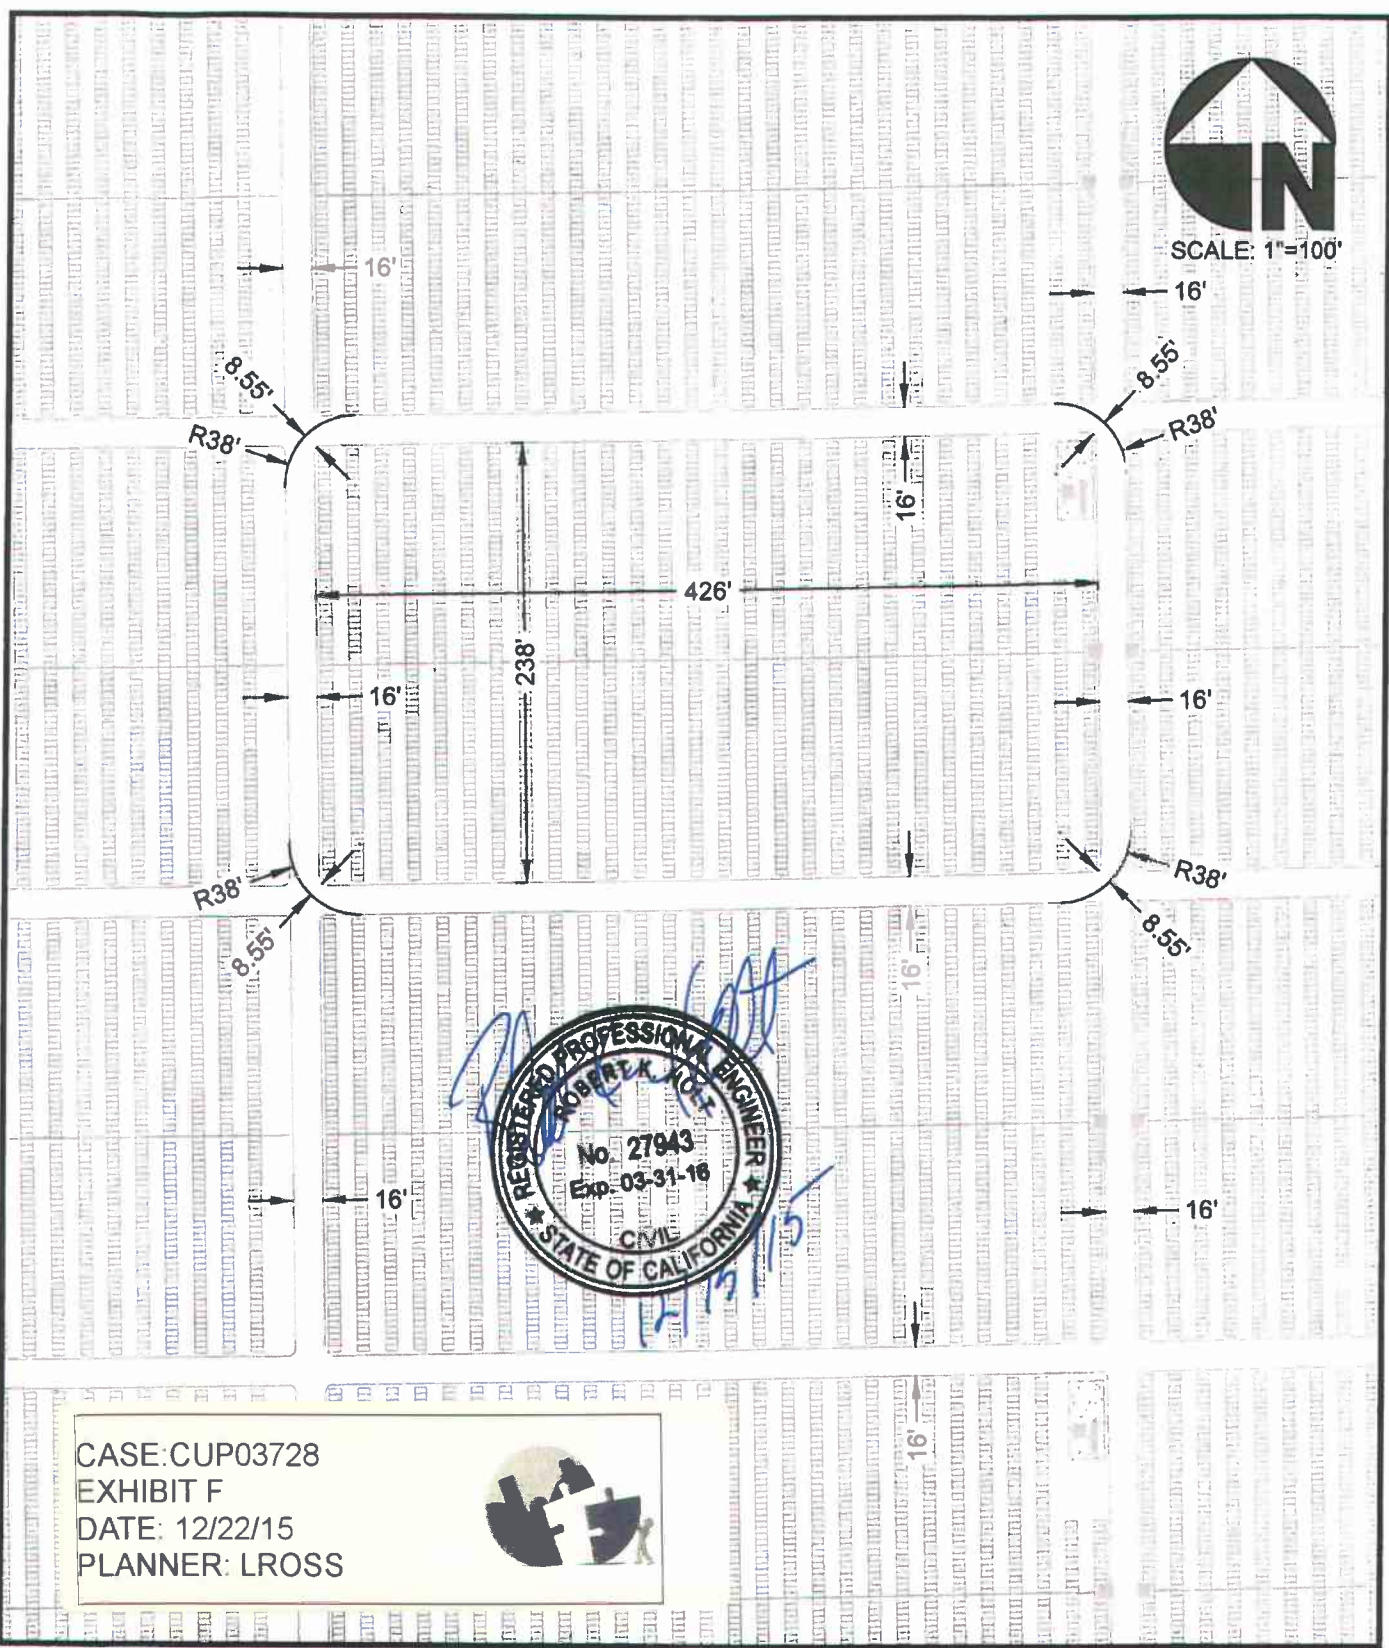 N
SCALE: 1"=100'
16'
16'
8.55'
8.55'
R38'
R38'
16'
426'
238'
16'
16'
R38'
R38'
8.55'
8.55'
16'
REGISTERED PROFESSIONAL ENGINEER
ROBERT K. HOLT
No. 27943
Exp. 03-31-16
CIVIL
STATE OF CALIFORNIA
16'
16'
16'
CASE:CUP03728
EXHIBIT F
DATE: 12/22/15
PLANNER: LROSS